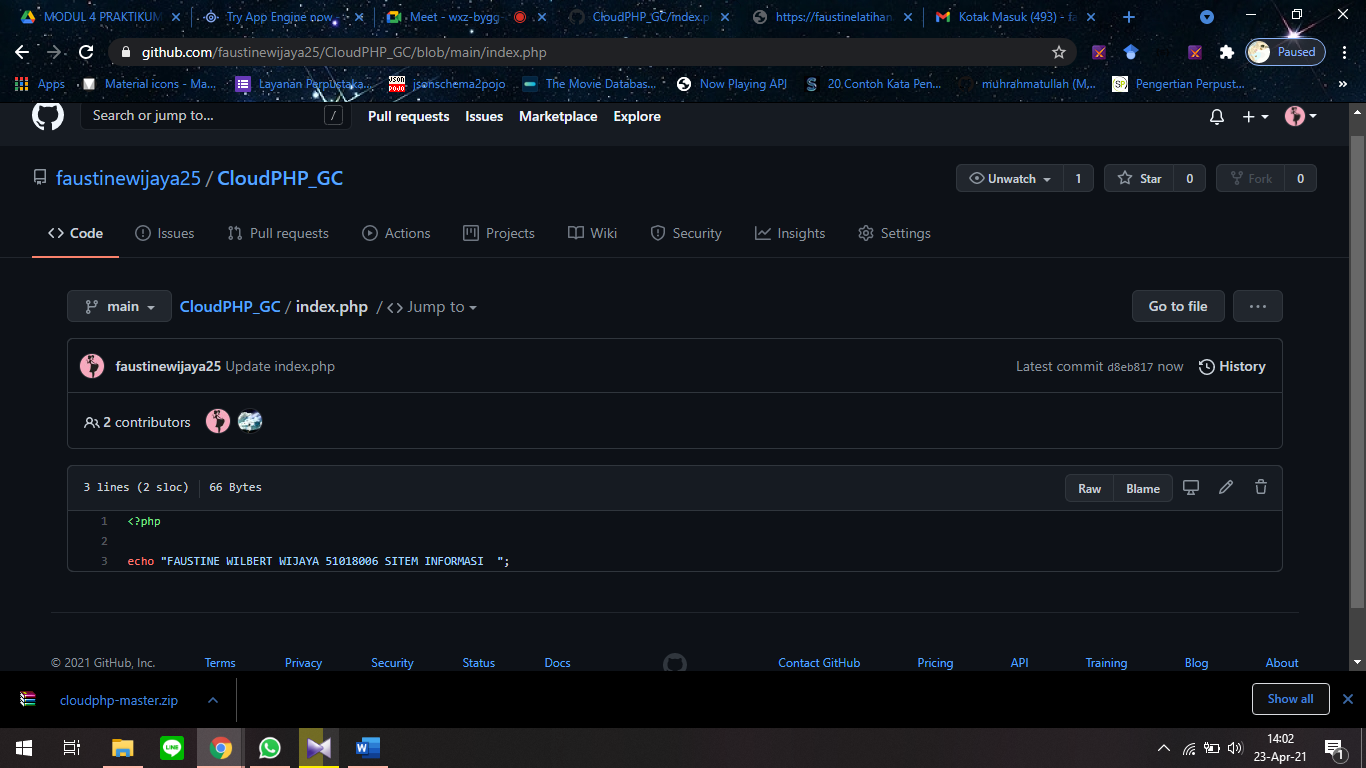 MODUL 4 PRAKTIKUM
Try App Engine now
Meet - wxz-bygg
CloudPHP_GC/index.p
https://faustinelatihan
Kotak Masuk (493) - fa
github.com/faustinewijaya25/CloudPHP_GC/blob/main/index.php
Paused
Apps
Material icons - Ma...
Layanan Perpustaka...
jsonschema2pojo
The Movie Databas...
Now Playing APJ
20 Contoh Kata Pen...
muhrahmatullah (M...
Pengertian Perpust...
»
Search or jump to...
/
Pull requests
Issues
Marketplace
Explore
faustinewijaya25 / CloudPHP_GC
Unwatch
1
Star
0
Fork
0
Code
Issues
Pull requests
Actions
Projects
Wiki
Security
Insights
Settings
main
CloudPHP_GC / index.php / <> Jump to
Go to file
...
faustinewijaya25 Update index.php
Latest commit d8eb817 now
History
2 contributors
3 lines (2 sloc)
66 Bytes
Raw
Blame
1 <?php
2
3 echo "FAUSTINE WILBERT WIJAYA 51018006 SITEM INFORMASI  ";
© 2021 GitHub, Inc.
Terms
Privacy
Security
Status
Docs
Contact GitHub
Pricing
API
Training
Blog
About
cloudphp-master.zip
Show all
LINE
14:02
23-Apr-21
1